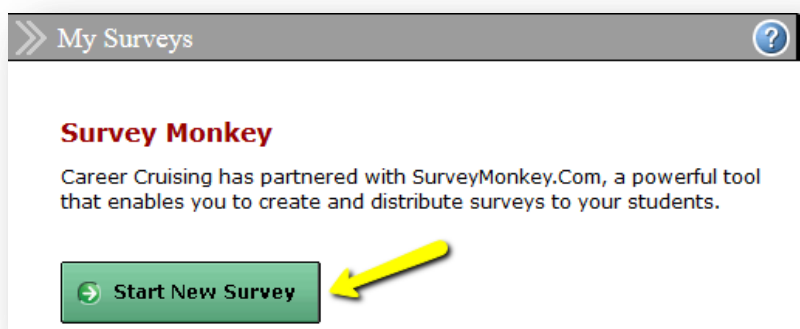 My Surveys
?
Survey Monkey
Career Cruising has partnered with SurveyMonkey.Com, a powerful tool
that enables you to create and distribute surveys to your students.
Start New Survey